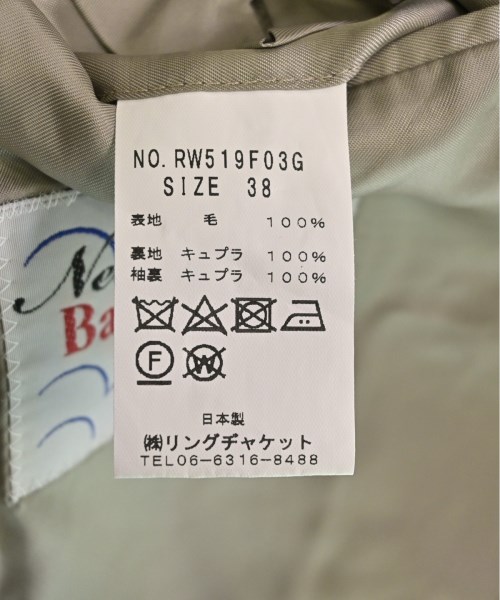 NO. RW519F03G
SIZE 38
表地 毛 100%
裏地 キュプラ 100%
袖裏 キュプラ 100%
F W
日本製
㈱リングヂャケット
TEL06-6316-8488
Ne
Ba